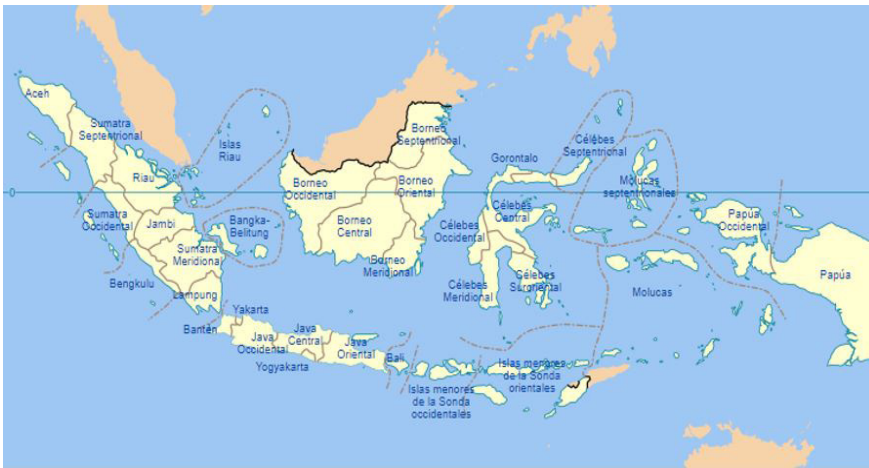 Aceh
Sumatra
Septentrional
Islas
Riau
Borneo
Septentrional
Célebes
Septentrional
Gorontalo
Riau
Borneo
Occidental
Borneo
Oriental
Molucas
septentrionales
0
Sumatra
Occidental
Jambi
Bangka-
Belitung
Borneo
Central
Célebes
Occidental
Célebes
Central
Papúa
Occidental
Sumatra
Meridional
Borneo
Meridional
Célebes
Meridional
Célebes
Suroriental
Papúa
Bengkulu
Lampung
Molucas
Yakarta
Bantén
Java
Occidental
Java
Central
Java
Oriental
Yogyakarta
Bali
Islas menores
de la Sonda
occidentales
Islas menores
de la Sonda
orientales